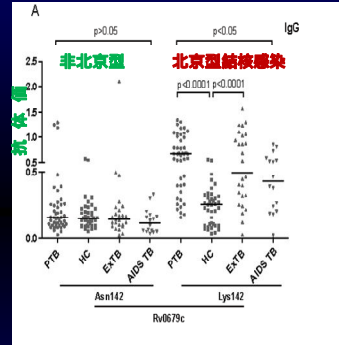 A
IgG
p>0.05
p<0.05
非北京型
北京型結核感染
p<0.0001
p<0.0001
抗体価
2.5
2.0
1.5
1.0
0.5
0.5
0.0
PTB
HC
ExTB
AIDS TB
PTB
HC
ExTB
AIDS TB
Asn142
Lys142
Rv0679c